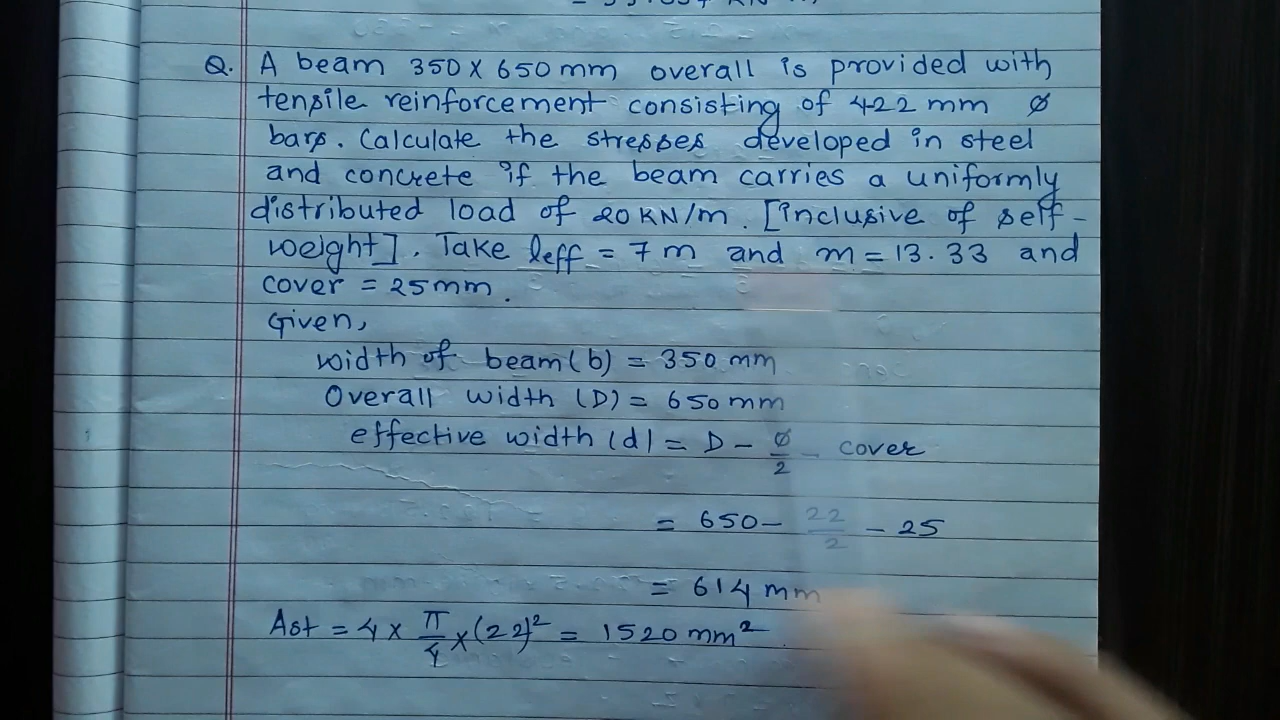 Q. A beam 350 X 650 mm overall is provided with
tensile reinforcement consisting of 422 mm ø
bars. Calculate the stresses developed in steel
and concrete if the beam carries a uniformly
distributed load of 20 KN/m. [inclusive of self-
weight]. Take leff = 7 m and m = 13.33 and
cover = 25 mm.
Given,
width of beam (b) = 350 mm
Overall width (D) = 650 mm
effective width (d) = D - ø/2 - cover
= 650 - 22/2 - 25
= 614 mm
Ast = 4 x π/4 x (22)² = 1520 mm²